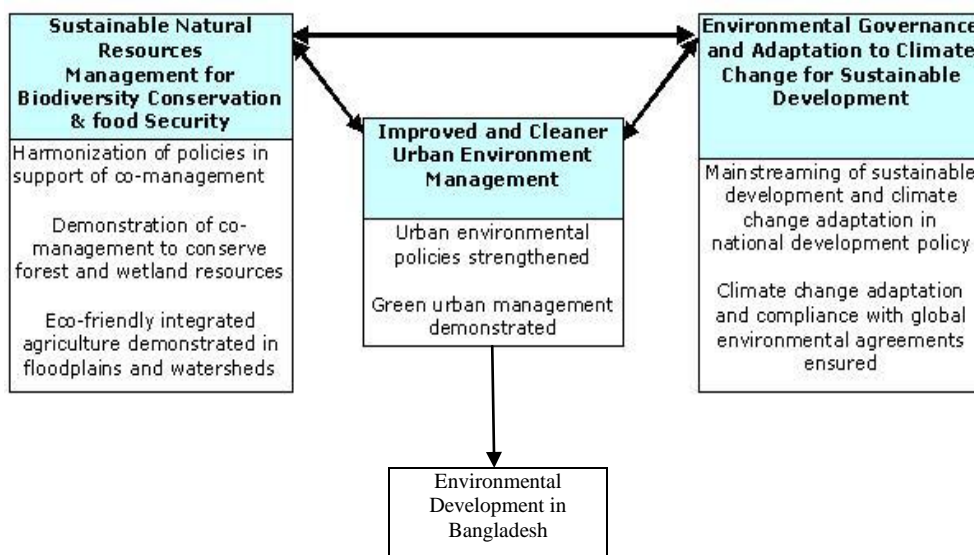 Sustainable Natural
Resources
Management for
Biodiversity Conservation
& food Security
Harmonization of policies in
support of co-management
Demonstration of co-
management to conserve
forest and wetland resources
Eco-friendly integrated
agriculture demonstrated in
floodplains and watersheds
Improved and Cleaner
Urban Environment
Management
Urban environmental
policies strengthened
Green urban management
demonstrated
Environmental Governance
and Adaptation to Climate
Change for Sustainable
Development
Mainstreaming of sustainable
development and climate
change adaptation in
national development policy
Climate change adaptation
and compliance with global
environmental agreements
ensured
Environmental
Development in
Bangladesh